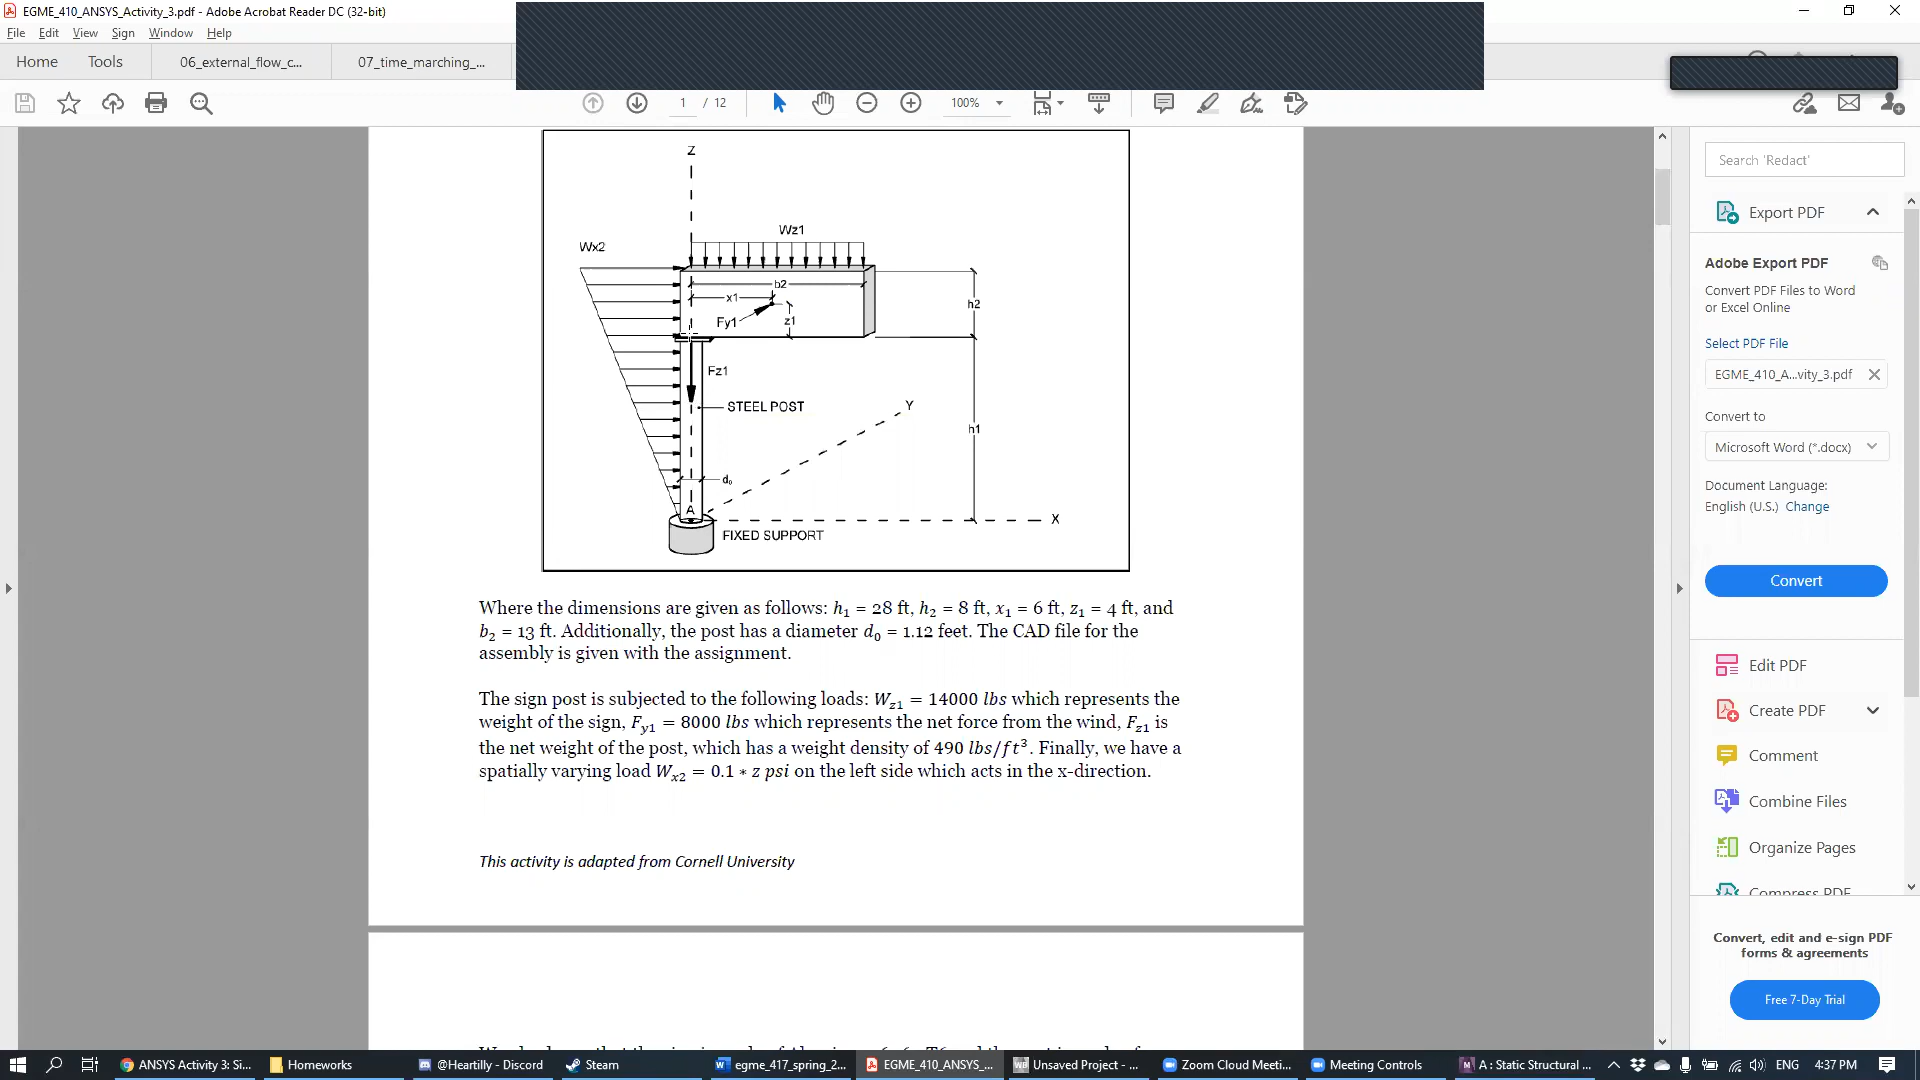 EGME_410_ANSYS_Activity_3.pdf - Adobe Acrobat Reader DC (32-bit)
File Edit View Sign Window Help
Home Tools 06_external_flow_c... 07_time_marching_...
1 / 12 100%
Z
Wz1
Wx2
b2
x1
h2
Fy1 z1
Fz1
STEEL POST
Y
h1
d₀
A
X
FIXED SUPPORT
Where the dimensions are given as follows: h₁ = 28 ft, h₂ = 8 ft, x₁ = 6 ft, z₁ = 4 ft, and
b₂ = 13 ft. Additionally, the post has a diameter d₀ = 1.12 feet. The CAD file for the
assembly is given with the assignment.
The sign post is subjected to the following loads: W_z1 = 14000 lbs which represents the
weight of the sign, F_y1 = 8000 lbs which represents the net force from the wind, F_z1 is
the net weight of the post, which has a weight density of 490 lbs/ft³. Finally, we have a
spatially varying load W_x2 = 0.1 * z psi on the left side which acts in the x-direction.
This activity is adapted from Cornell University
Search 'Redact'
Export PDF
Adobe Export PDF
Convert PDF Files to Word
or Excel Online
Select PDF File
EGME_410_A...vity_3.pdf
Convert to
Microsoft Word (*.docx)
Document Language:
English (U.S.) Change
Convert
Edit PDF
Create PDF
Comment
Combine Files
Organize Pages
Compress PDF
Convert, edit and e-sign PDF
forms & agreements
Free 7-Day Trial
ANSYS Activity 3: Si... Homeworks @Heartilly - Discord Steam egme_417_spring_2... EGME_410_ANSYS_... Unsaved Project - ... Zoom Cloud Meeti... Meeting Controls A : Static Structural ... ENG 4:37 PM